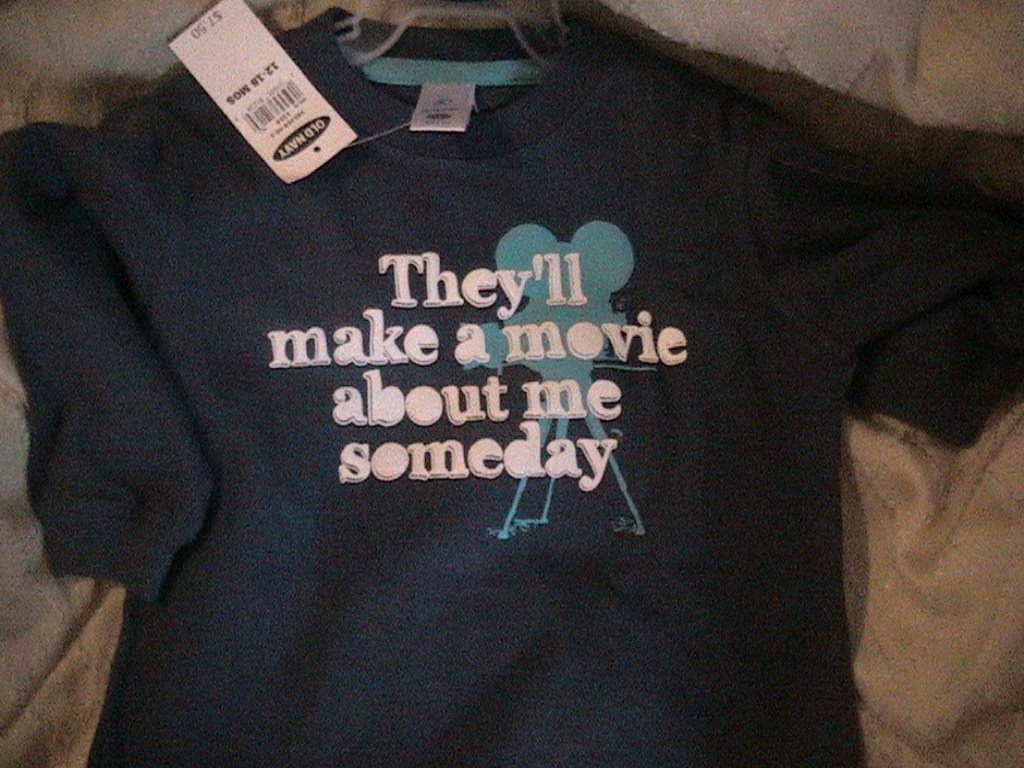 $7.50
12-18 MOS
OLD NAVY
They'll
make a movie
about me
someday